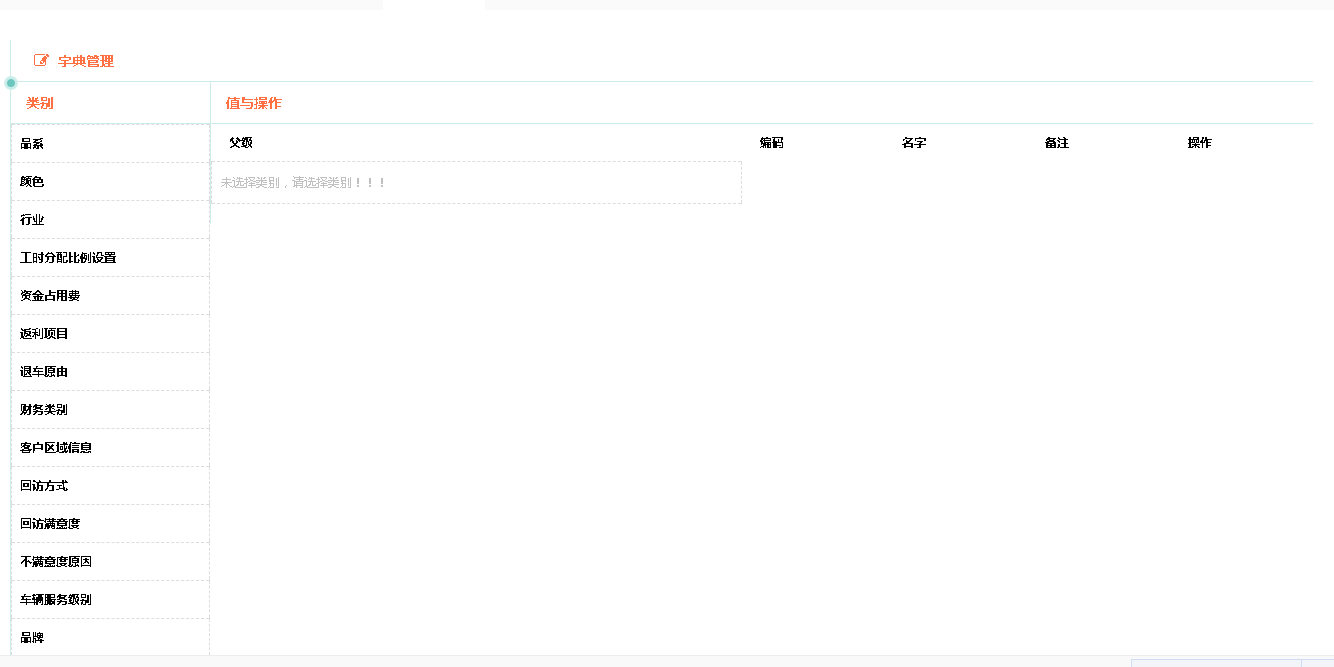 字典管理
类别
值与操作
父级 编码 名字 备注 操作
未选择类别，请选择类别！！！
品系
颜色
行业
工时分配比例设置
资金占用费
返利项目
退车原由
财务类别
客户区域信息
回访方式
回访满意度
不满意度原因
车辆服务级别
品牌